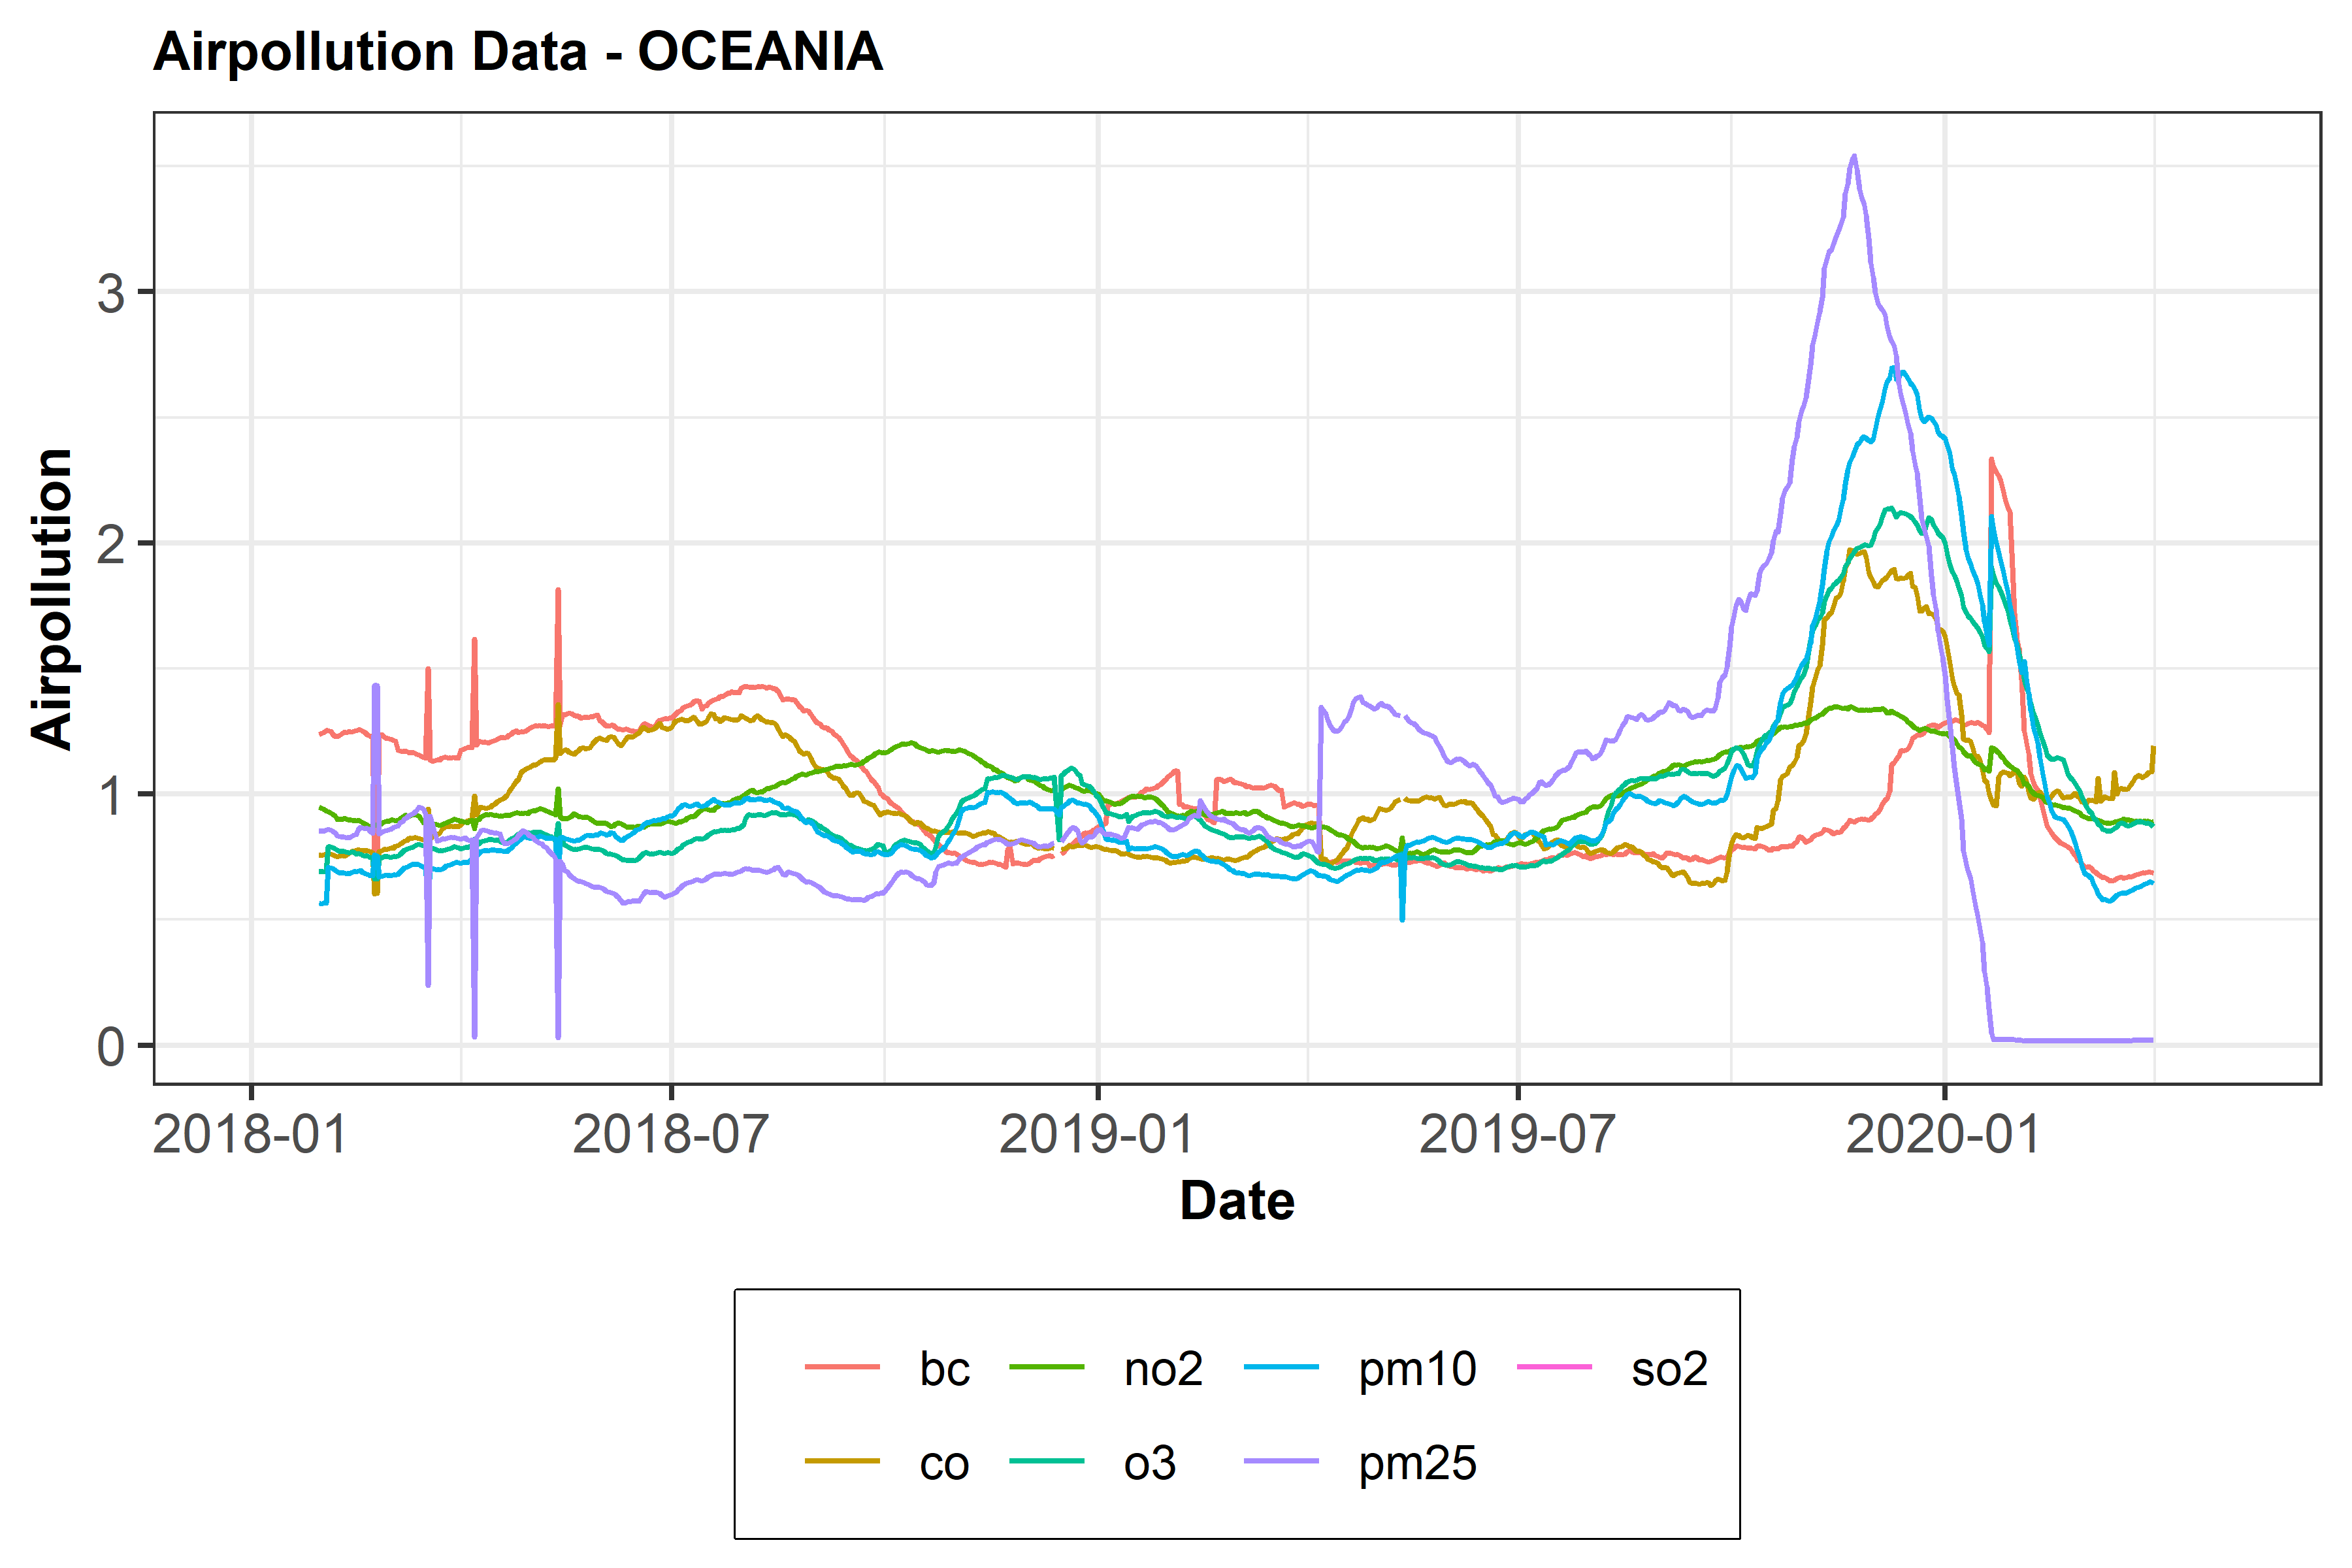 Airpollution Data - OCEANIA
Airpollution
3
2
1
0
2018-01 2018-07 2019-01 2019-07 2020-01
Date
bc no2 pm10 so2
co o3 pm25